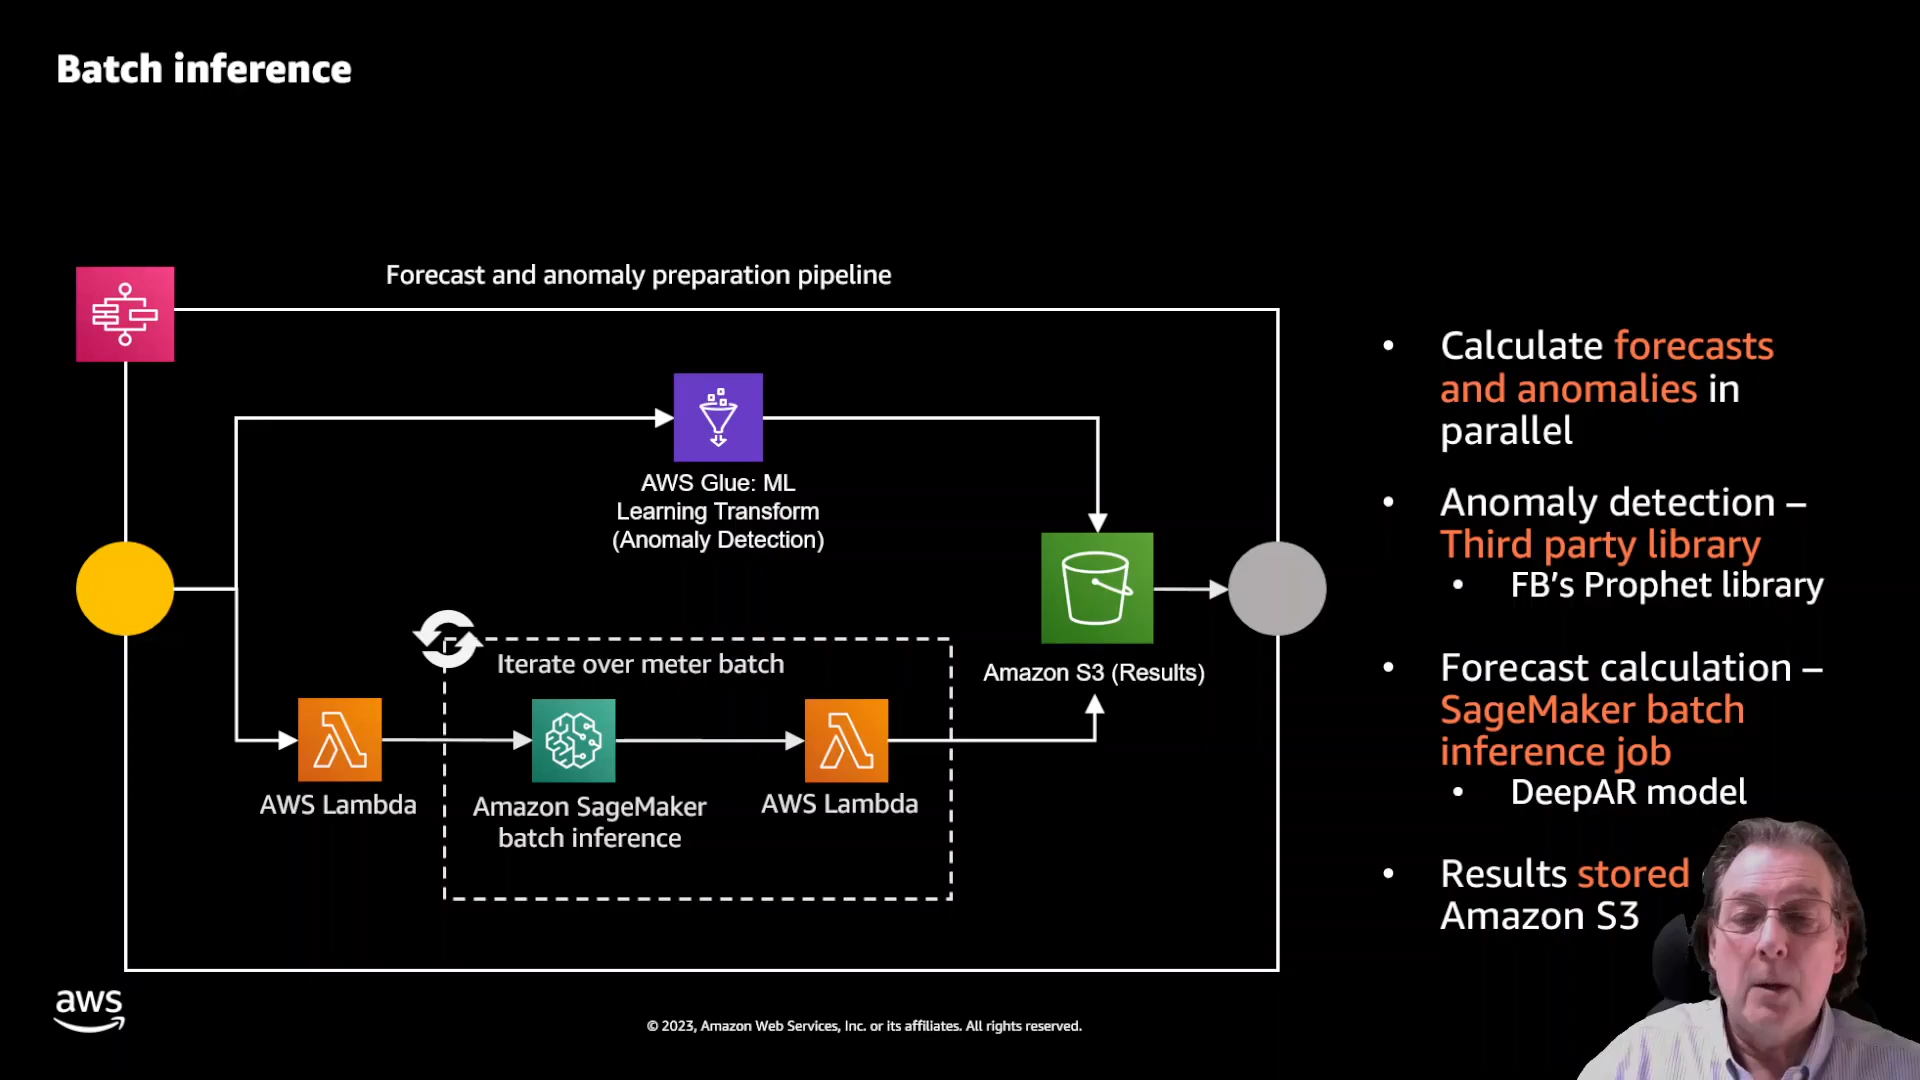 Batch inference
Forecast and anomaly preparation pipeline
AWS Glue: ML
Learning Transform
(Anomaly Detection)
Iterate over meter batch
Amazon S3 (Results)
AWS Lambda
Amazon SageMaker
batch inference
AWS Lambda
• Calculate forecasts
and anomalies in
parallel
• Anomaly detection –
Third party library
• FB's Prophet library
• Forecast calculation –
SageMaker batch
inference job
• DeepAR model
• Results stored
Amazon S3
aws
© 2023, Amazon Web Services, Inc. or its affiliates. All rights reserved.